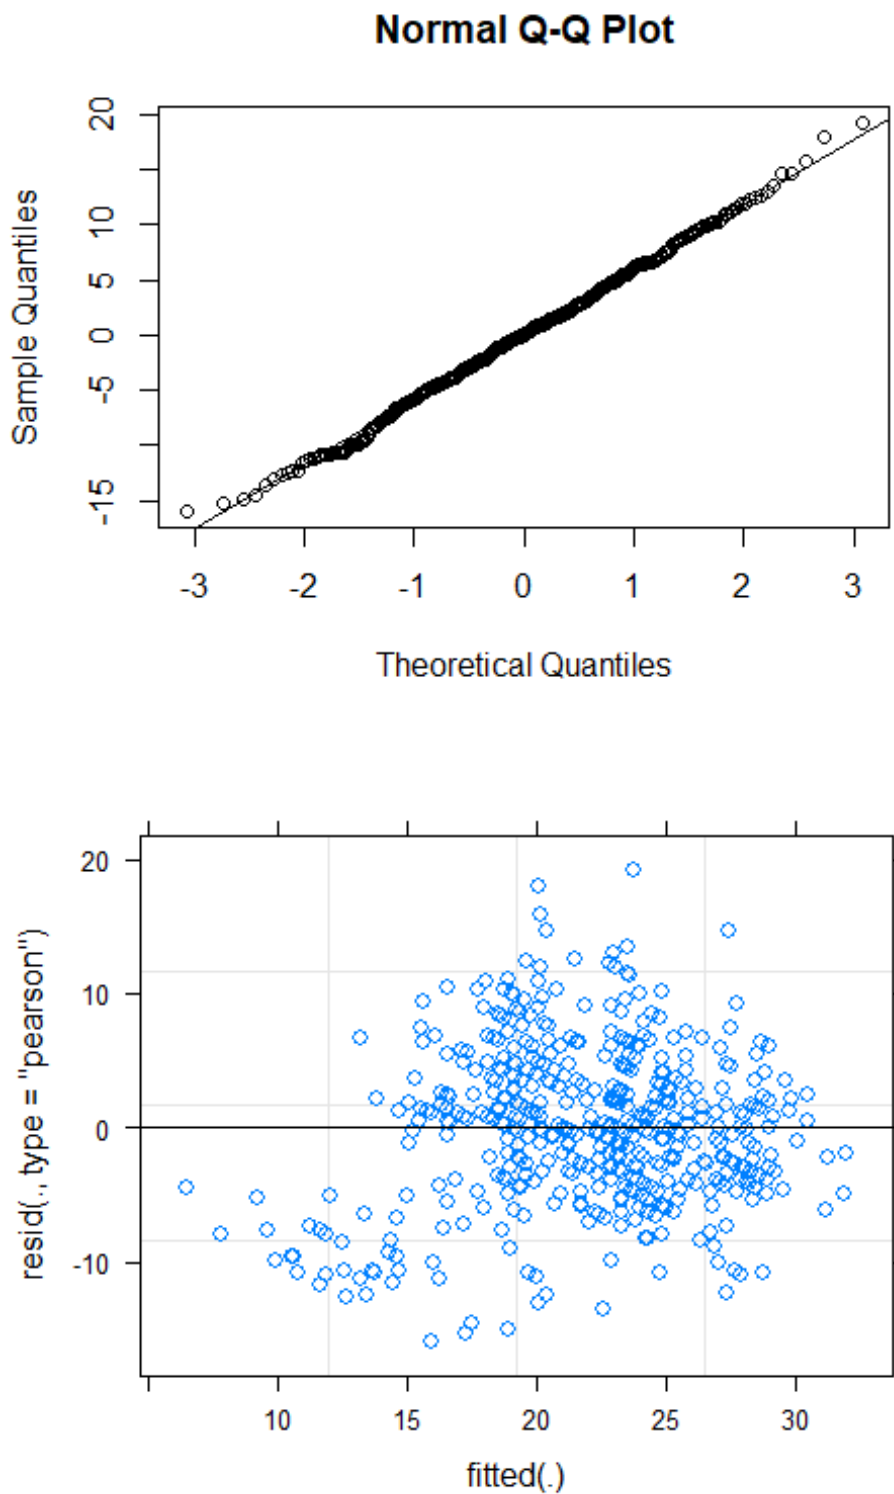 Normal Q-Q Plot
20
10
5
0
-5
-15
Sample Quantiles
-3 -2 -1 0 1 2 3
Theoretical Quantiles
20
10
0
-10
resid(., type = "pearson")
10 15 20 25 30
fitted(.)